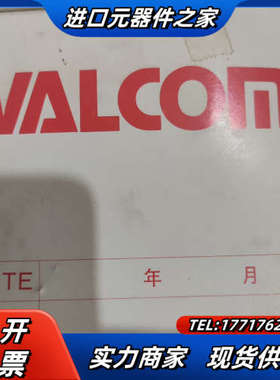 进口元器件之家
VALCOM
TE 年 月
TEL:1771762
开
票
实力商家 现货供